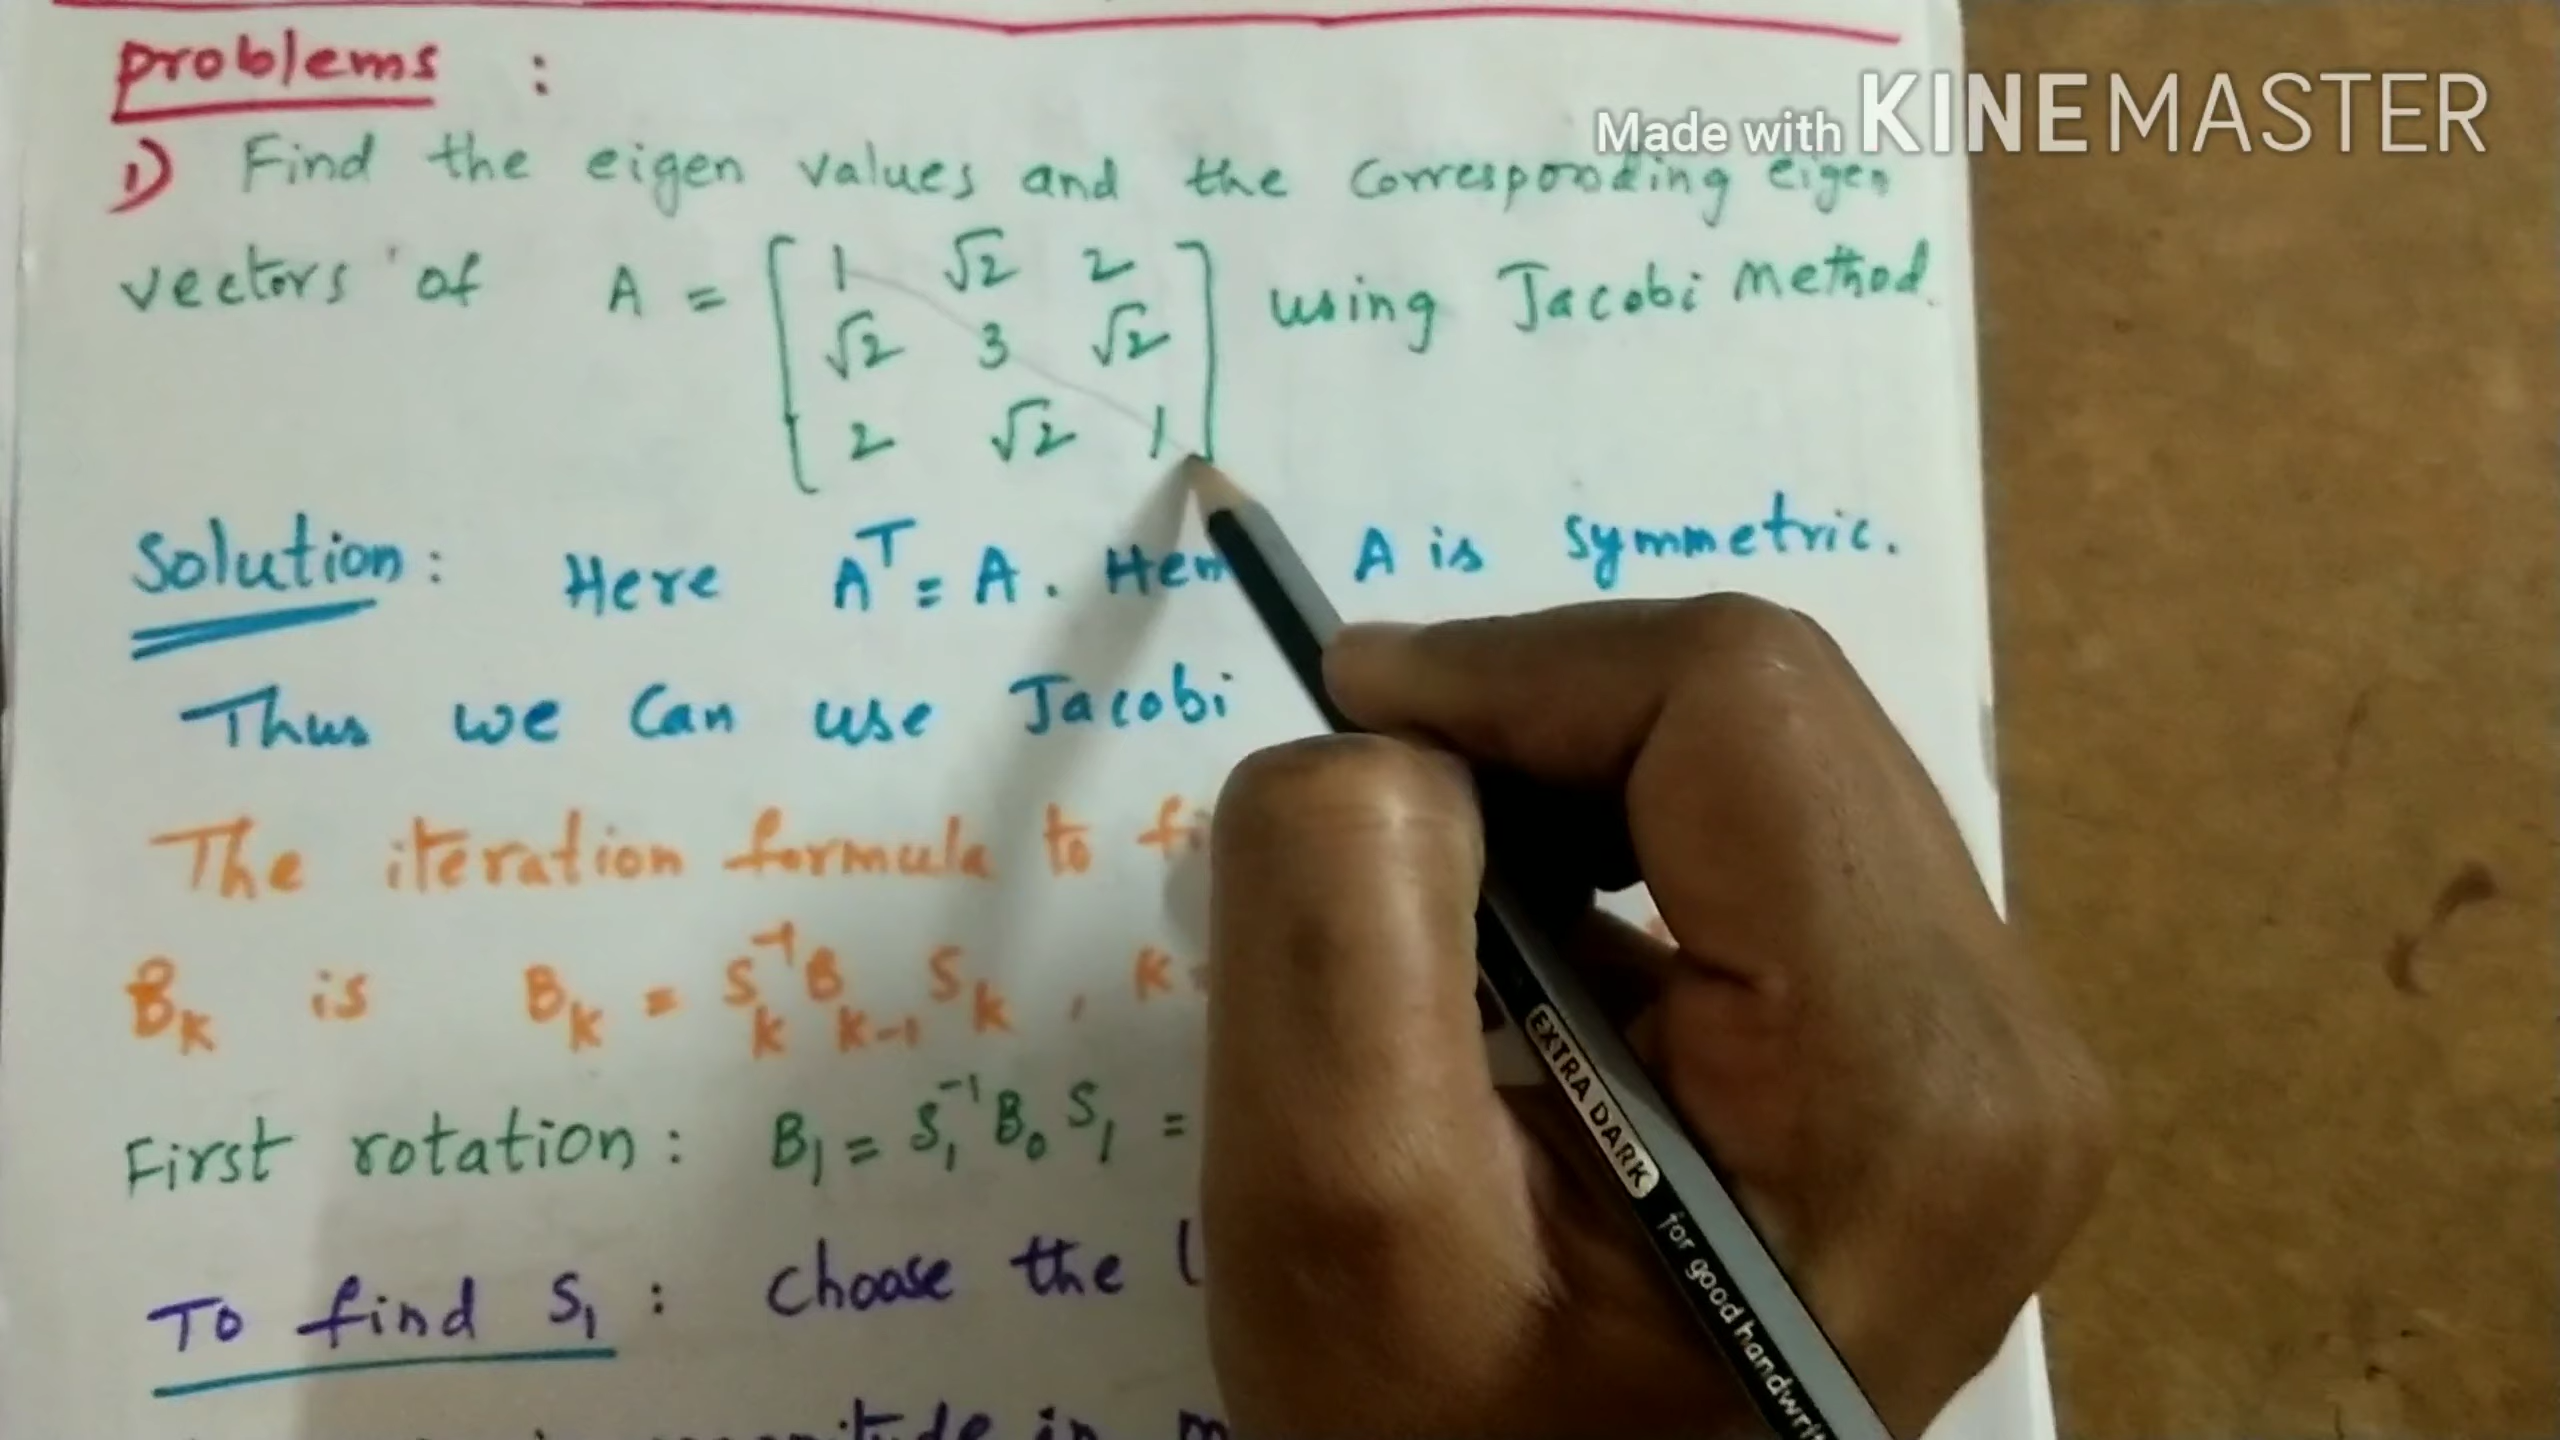 Made with KINEMASTER
problems :
1) Find the eigen values and the corresponding eigen
vectors of A = [ 1 √2 2
√2 3 √2
2 √2 1 ] using Jacobi Method.
Solution: Here Aᵀ = A. A is symmetric.
Thus we can use Jacobi
The iteration formula to
Bₖ is Bₖ = Sₖ⁻¹ Bₖ₋₁ Sₖ, K
First rotation: B₁ = S₁⁻¹ B₀ S₁ =
To find S₁ : choose the
in
EXTRA DARK for good handwriti